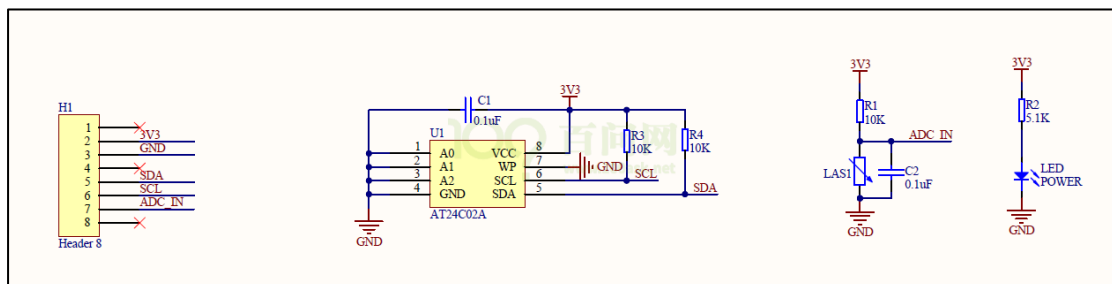 H1
1
2
3
4
5
6
7
8
3V3
GND
SDA
SCL
ADC_IN
Header 8
C1
0.1uF
3V3
U1
1 A0 VCC 8
2 A1 WP 7
3 A2 SCL 6
4 GND SDA 5
AT24C02A
GND
GND
R3
10K
R4
10K
SCL
SDA
百问网
3V3
R1
10K
ADC_IN
LAS1
C2
0.1uF
GND
3V3
R2
5.1K
LED
POWER
GND